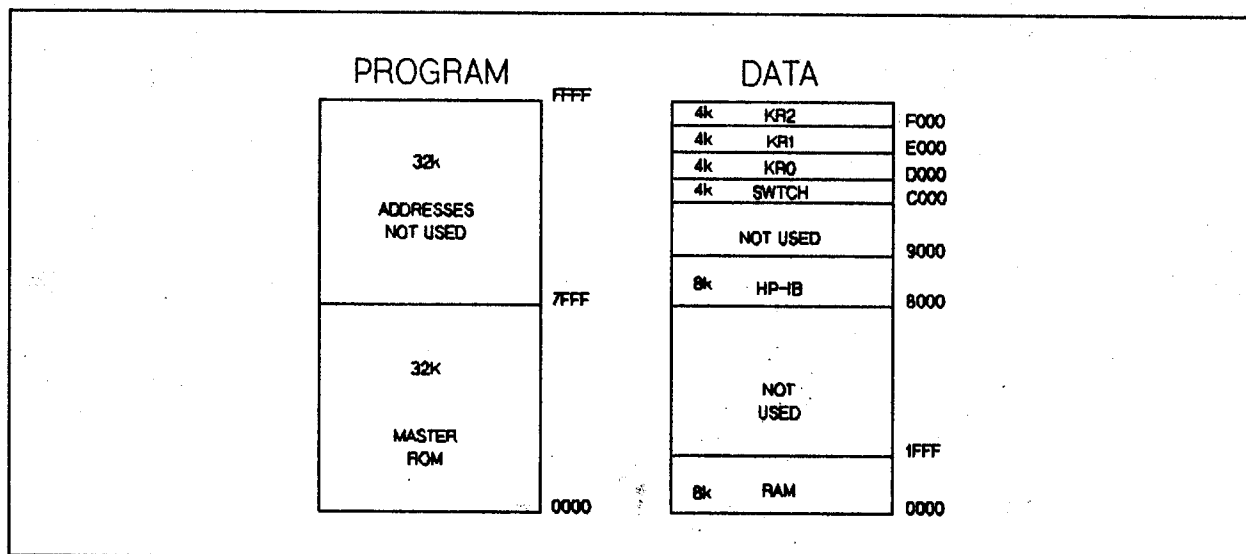 PROGRAM
FFFF
32k
ADDRESSES
NOT USED
7FFF
32K
MASTER
ROM
0000
DATA
4k KR2
F000
4k KR1
E000
4k KR0
D000
4k SWTCH
C000
NOT USED
9000
8k HP-IB
8000
NOT
USED
1FFF
8k RAM
0000